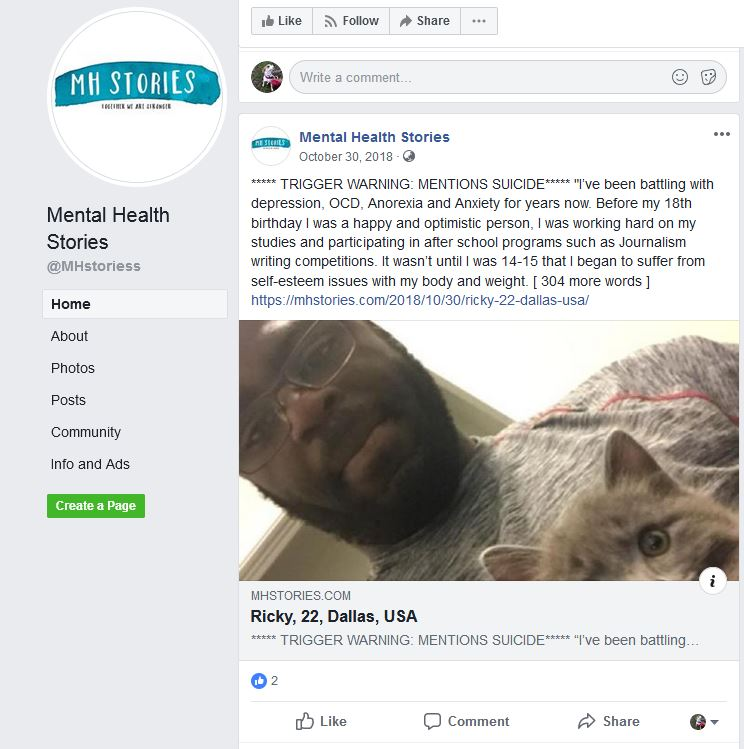 MH STORIES
TOGETHER WE ARE STRONGER
Mental Health
Stories
@MHstoriess
Home
About
Photos
Posts
Community
Info and Ads
Create a Page
Like
Follow
Share
Write a comment...
MH STORIES
Mental Health Stories
October 30, 2018 ·
***** TRIGGER WARNING: MENTIONS SUICIDE***** "I've been battling with
depression, OCD, Anorexia and Anxiety for years now. Before my 18th
birthday I was a happy and optimistic person, I was working hard on my
studies and participating in after school programs such as Journalism
writing competitions. It wasn't until I was 14-15 that I began to suffer from
self-esteem issues with my body and weight. [ 304 more words ]
https://mhstories.com/2018/10/30/ricky-22-dallas-usa/
i
MHSTORIES.COM
Ricky, 22, Dallas, USA
***** TRIGGER WARNING: MENTIONS SUICIDE***** “I've been battling...
2
Like
Comment
Share